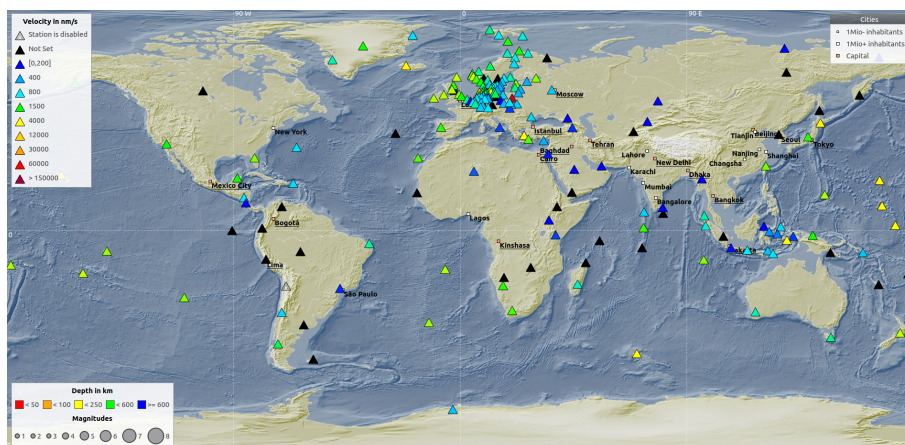 90 W
0
90 E
Velocity in nm/s
Station is disabled
Not Set
[0,200]
400
800
1500
4000
12000
30000
60000
> 150000
Cities
1Mio- inhabitants
1Mio+ inhabitants
Capital
Moscow
New York
Istanbul
Tehran
Baghdad
Cairo
Lahore
New Delhi
Karachi
Dhaka
Mumbai
Bangalore
Bangkok
Tianjin
Beijing
Seoul
Tokyo
Nanjing
Shanghai
Changsha
Mexico City
Bogotá
Lagos
0
Kinshasa
Lima
São Paulo
Depth in km
< 50
< 100
< 250
< 600
>= 600
Magnitudes
1
2
3
4
5
6
7
8